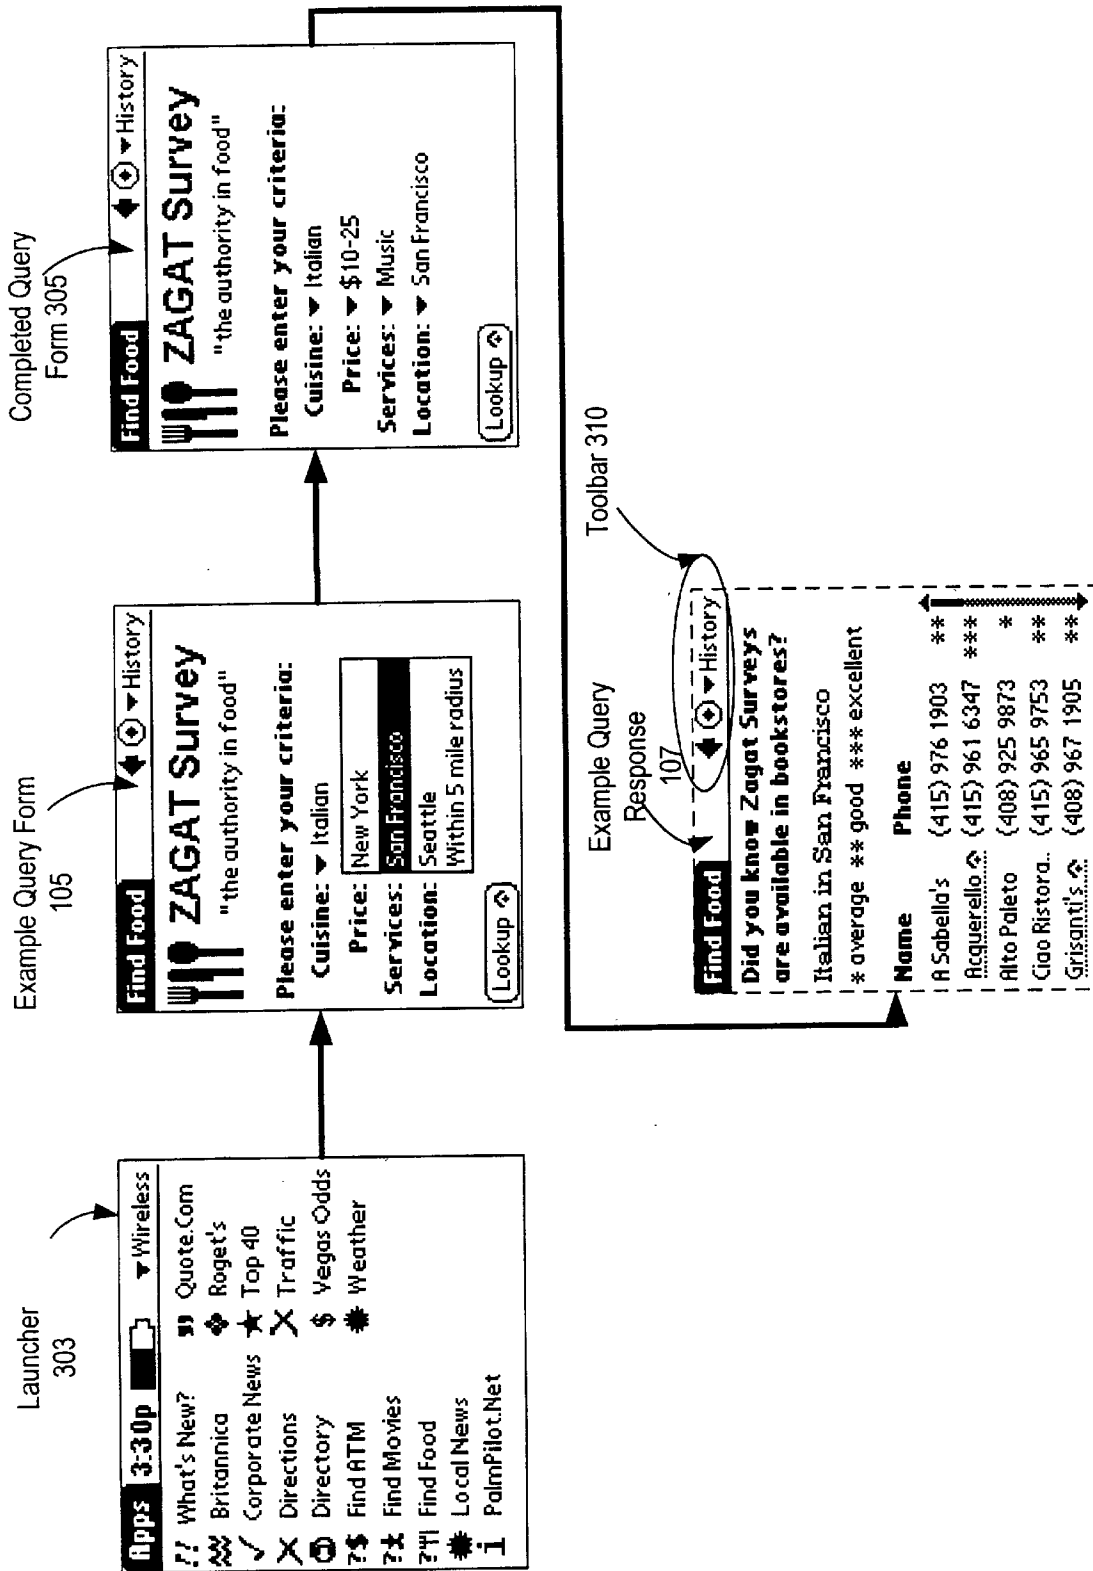 Launcher
303
Apps 3:30p Wireless
What's New?
Britannica
Corporate News
Directions
Directory
Find ATM
Find Movies
Find Food
Local News
PalmPilot.Net
Quote.Com
Roget's
Top 40
Traffic
Vegas Odds
Weather
Example Query Form
105
Find Food History
ZAGAT Survey
"the authority in food"
Please enter your criteria:
Cuisine: Italian
Price:
Services:
Location:
New York
San Francisco
Seattle
Within 5 mile radius
Lookup
Completed Query
Form 305
Find Food History
ZAGAT Survey
"the authority in food"
Please enter your criteria:
Cuisine: Italian
Price: $10-25
Services: Music
Location: San Francisco
Lookup
Example Query
Response
107
Toolbar 310
Find Food History
Did you know Zagat Surveys
are available in bookstores?
Italian in San Francisco
* average ** good *** excellent
Name Phone
A Sabella's (415) 976 1903 **
Acquerello (415) 961 6347 ***
Alto Paleto (408) 925 9873 *
Ciao Ristora.. (415) 965 9753 **
Grisanti's (408) 967 1905 **